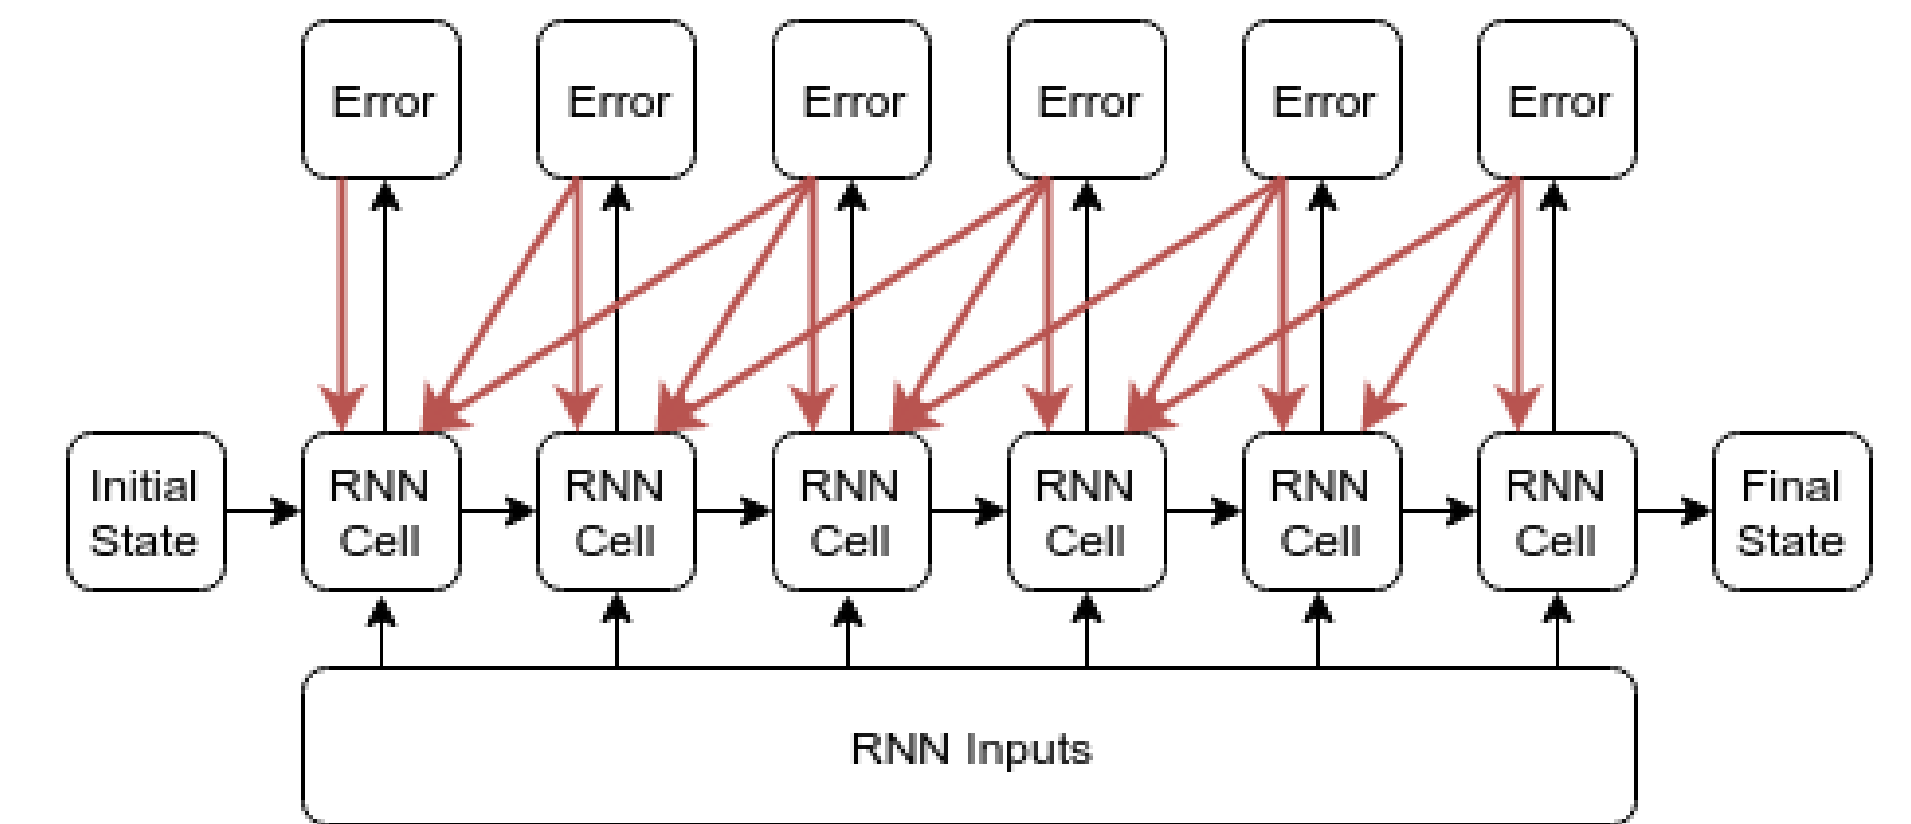 Error
Error
Error
Error
Error
Error
Initial
State
RNN
Cell
RNN
Cell
RNN
Cell
RNN
Cell
RNN
Cell
RNN
Cell
Final
State
RNN Inputs